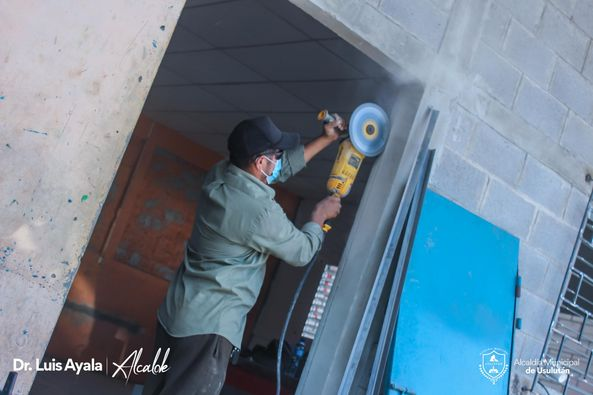 Dr. Luis Ayala | Alcalde
Alcaldía Municipal
de Usulután